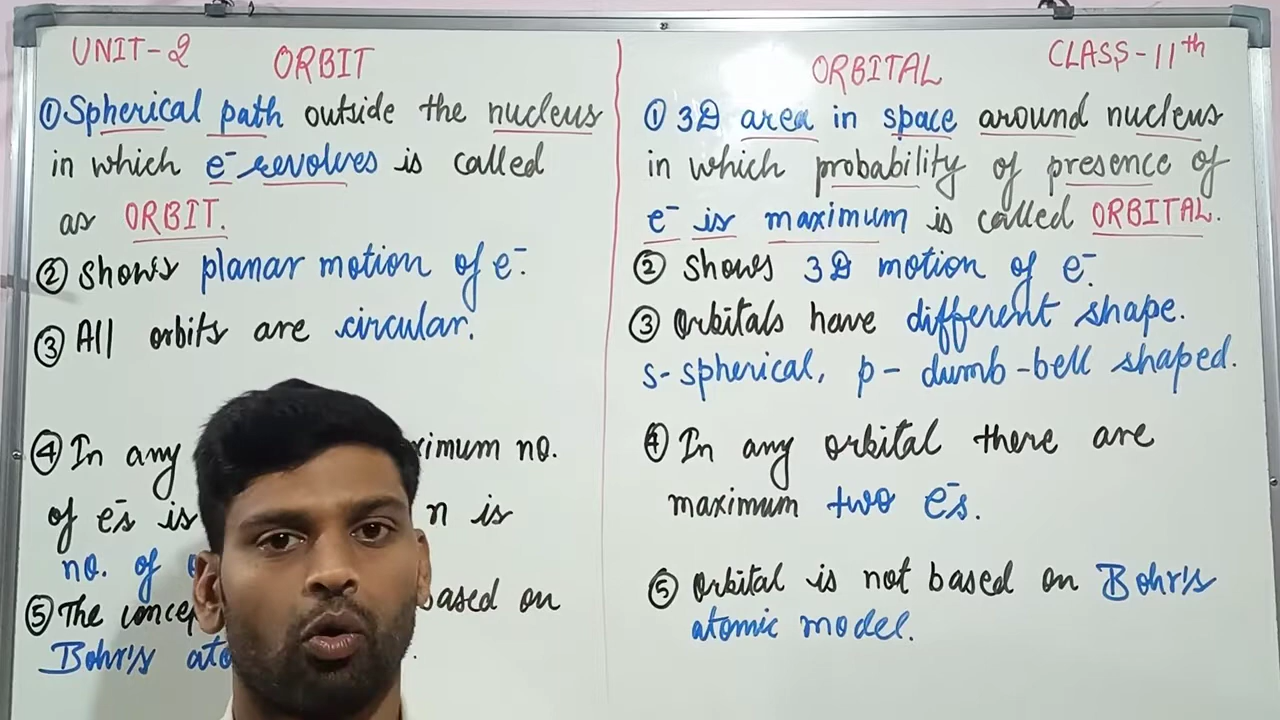 UNIT-2
ORBIT
① Spherical path outside the nucleus
in which e⁻ revolves is called
as ORBIT.
② Shows planar motion of e⁻.
③ All orbits are circular.
④ In any no.
of e⁻s is n is
no. of
⑤ The based on
Bohr's
ORBITAL
CLASS-11th
① 3D area in space around nucleus
in which probability of presence of
e⁻ is maximum is called ORBITAL.
② Shows 3D motion of e⁻.
③ Orbitals have different shape.
s-spherical, p- dumb-bell shaped.
④ In any orbital there are
maximum two e⁻s.
⑤ Orbital is not based on Bohr's
atomic model.